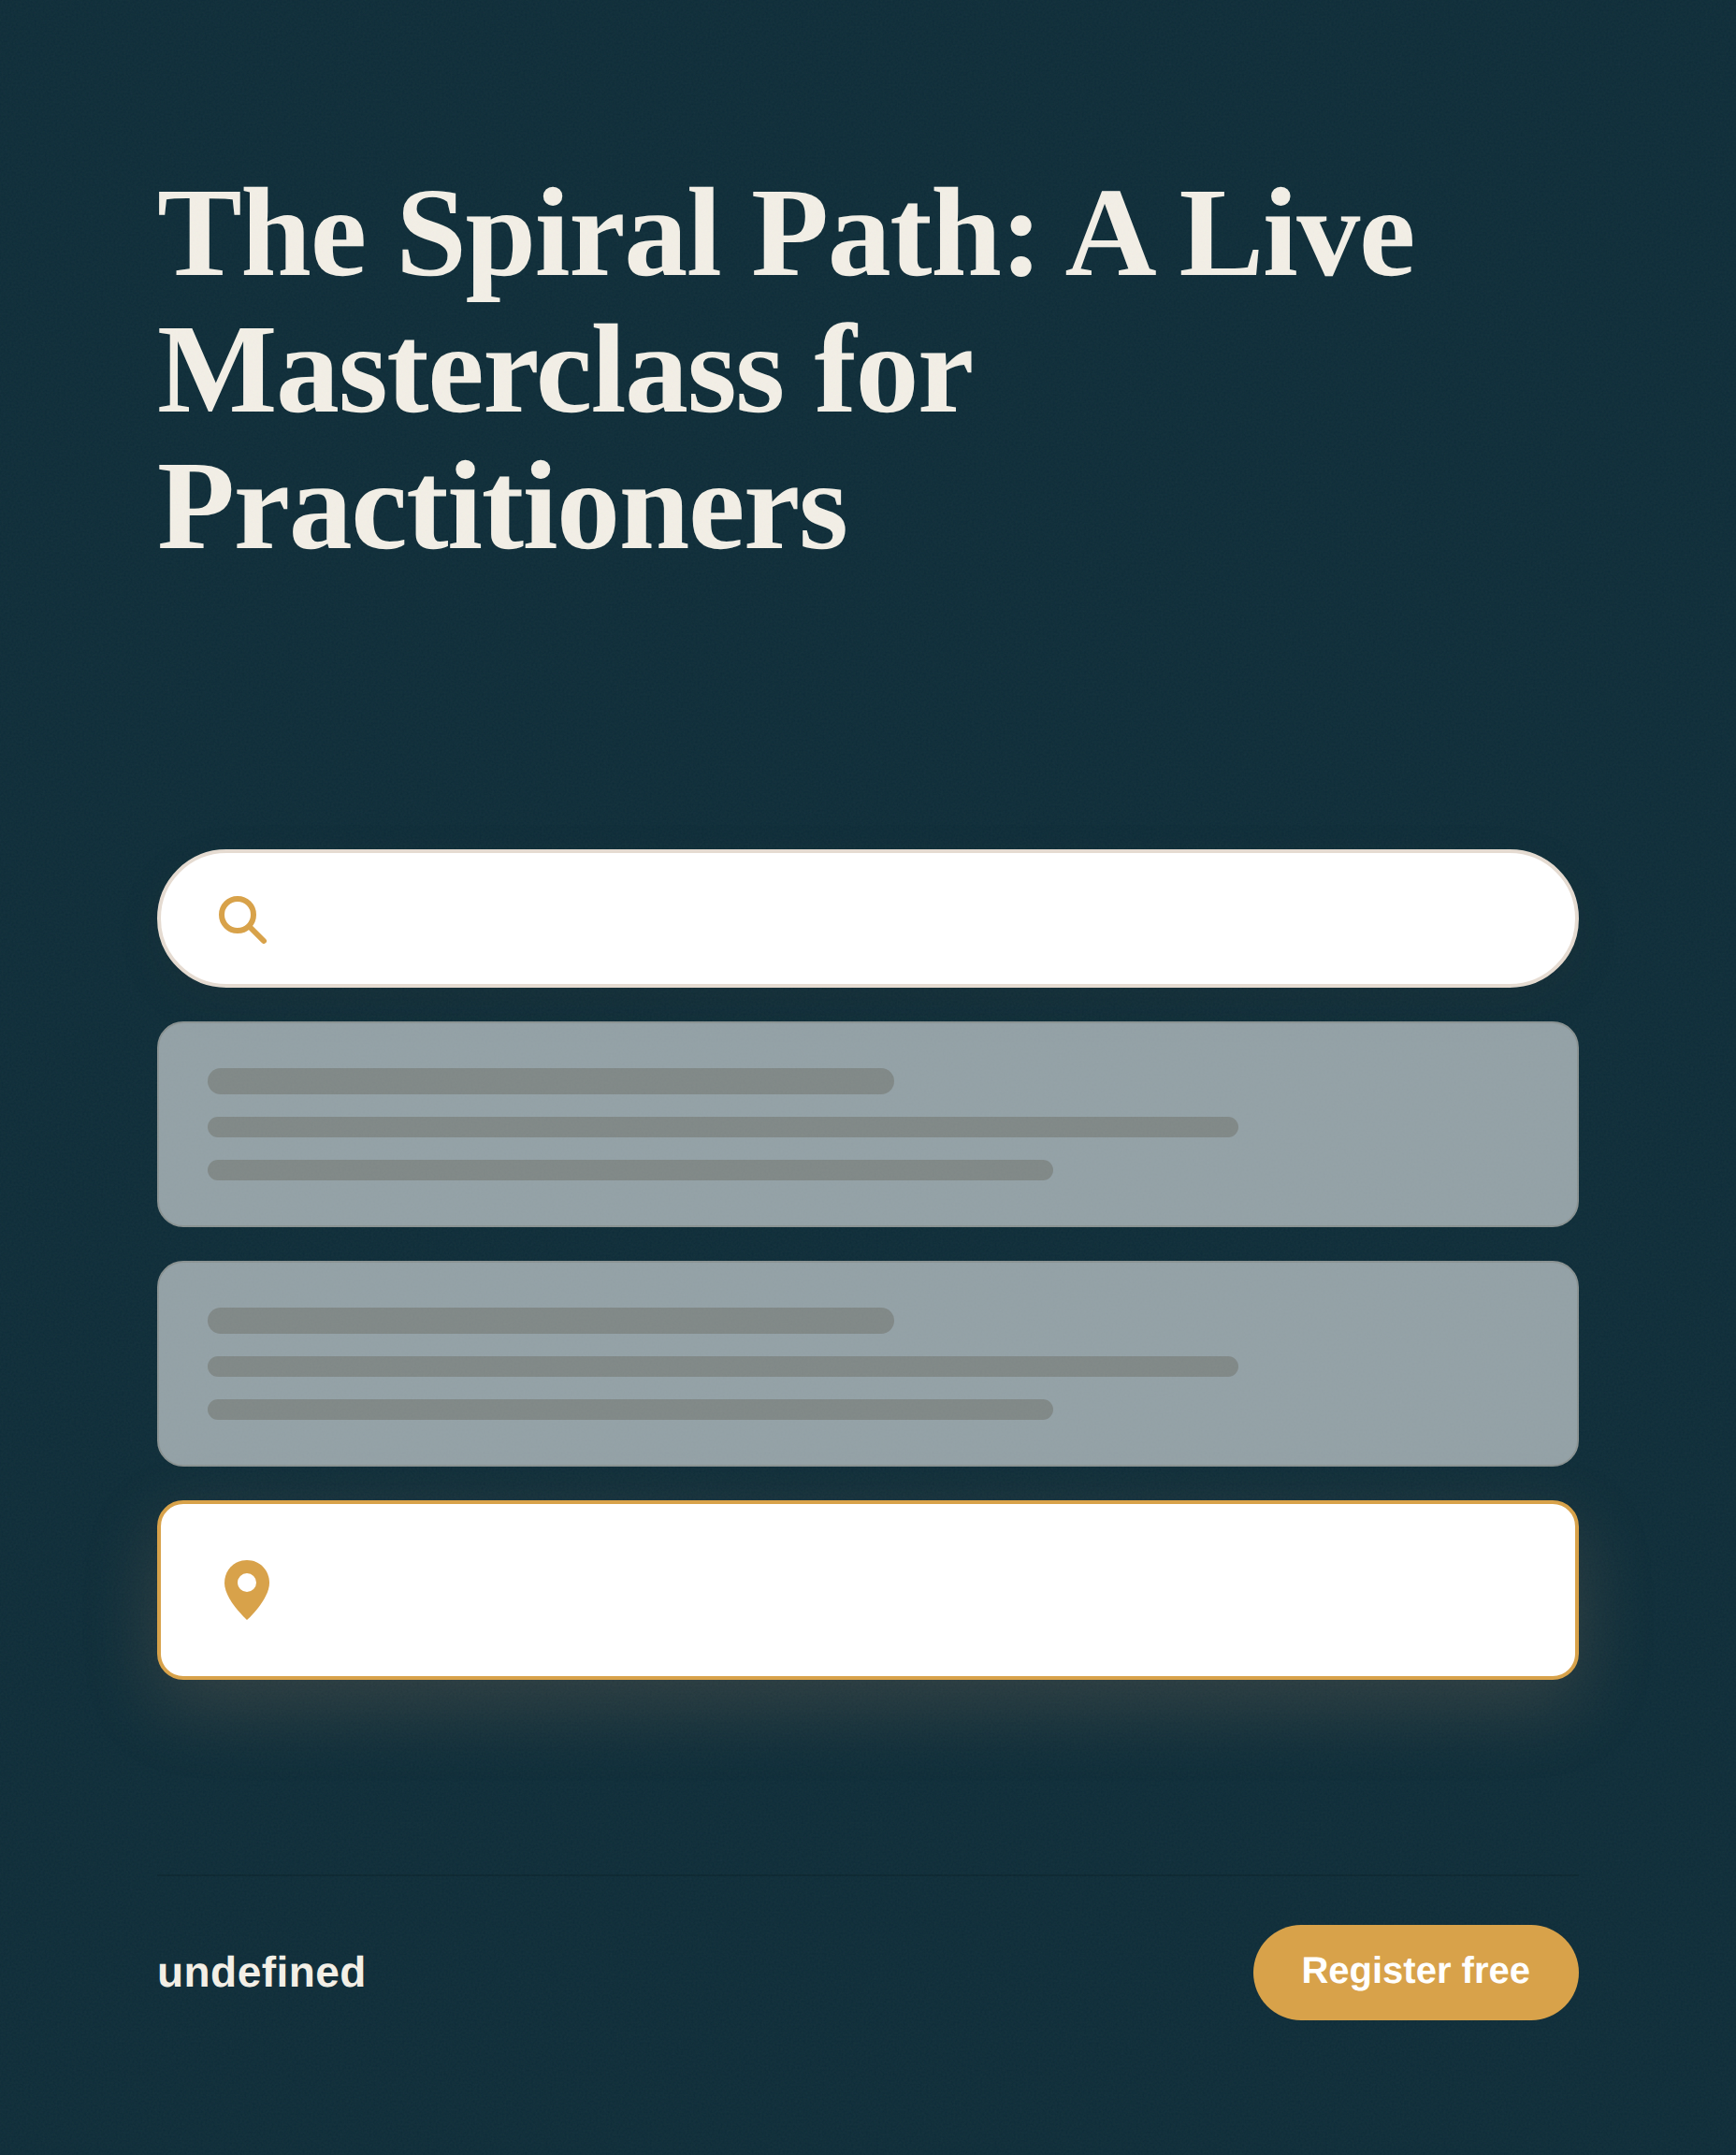 The Spiral Path: A Live
Masterclass for
Practitioners
undefined
Register free